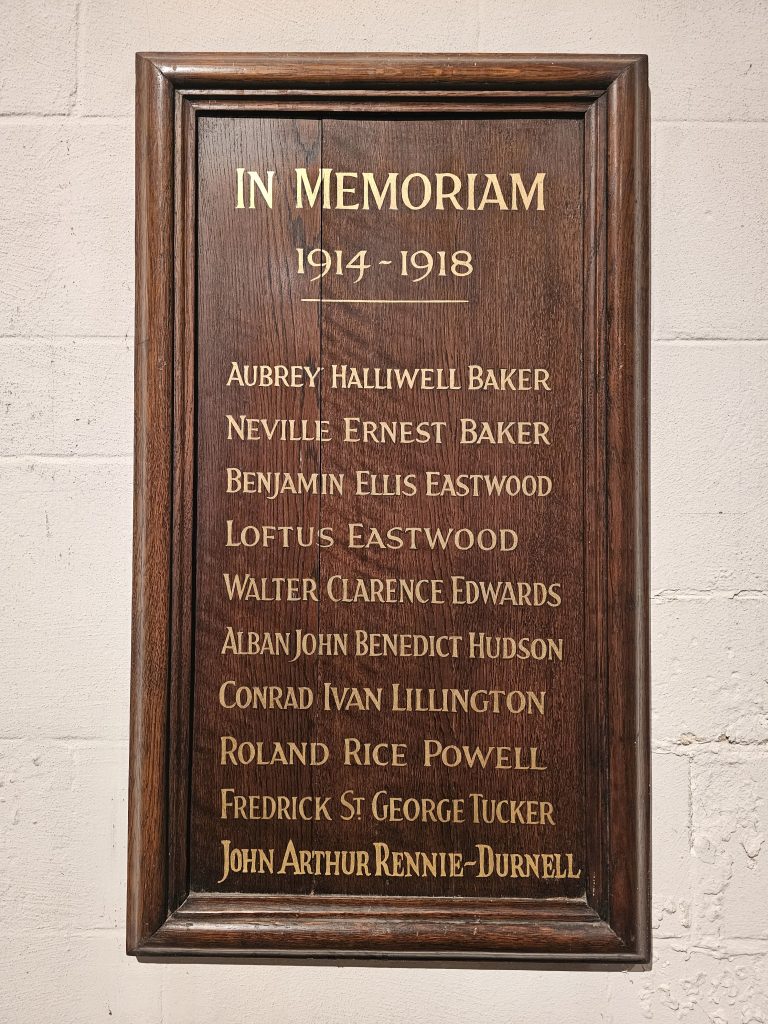 IN MEMORIAM
1914-1918
AUBREY HALLIWELL BAKER
NEVILLE ERNEST BAKER
BENJAMIN ELLIS EASTWOOD
LOFTUS EASTWOOD
WALTER CLARENCE EDWARDS
ALBAN JOHN BENEDICT HUDSON
CONRAD IVAN LILLINGTON
ROLAND RICE POWELL
FREDRICK ST GEORGE TUCKER
JOHN ARTHUR RENNIE-DURNELL